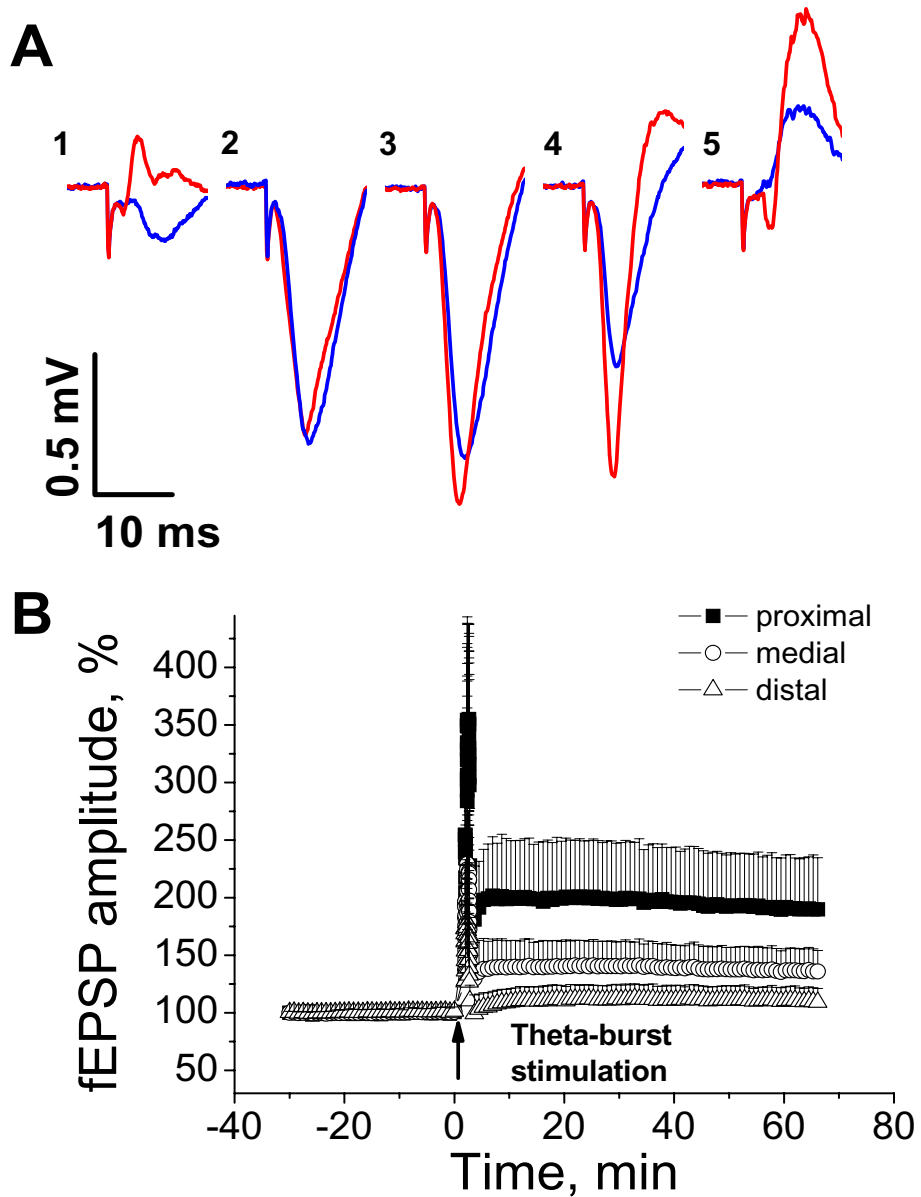 A
1 2 3 4 5
0.5 mV
10 ms
B
fEPSP amplitude, %
400
350
300
250
200
150
100
50
proximal
medial
distal
Theta-burst
stimulation
-40 -20 0 20 40 60 80
Time, min